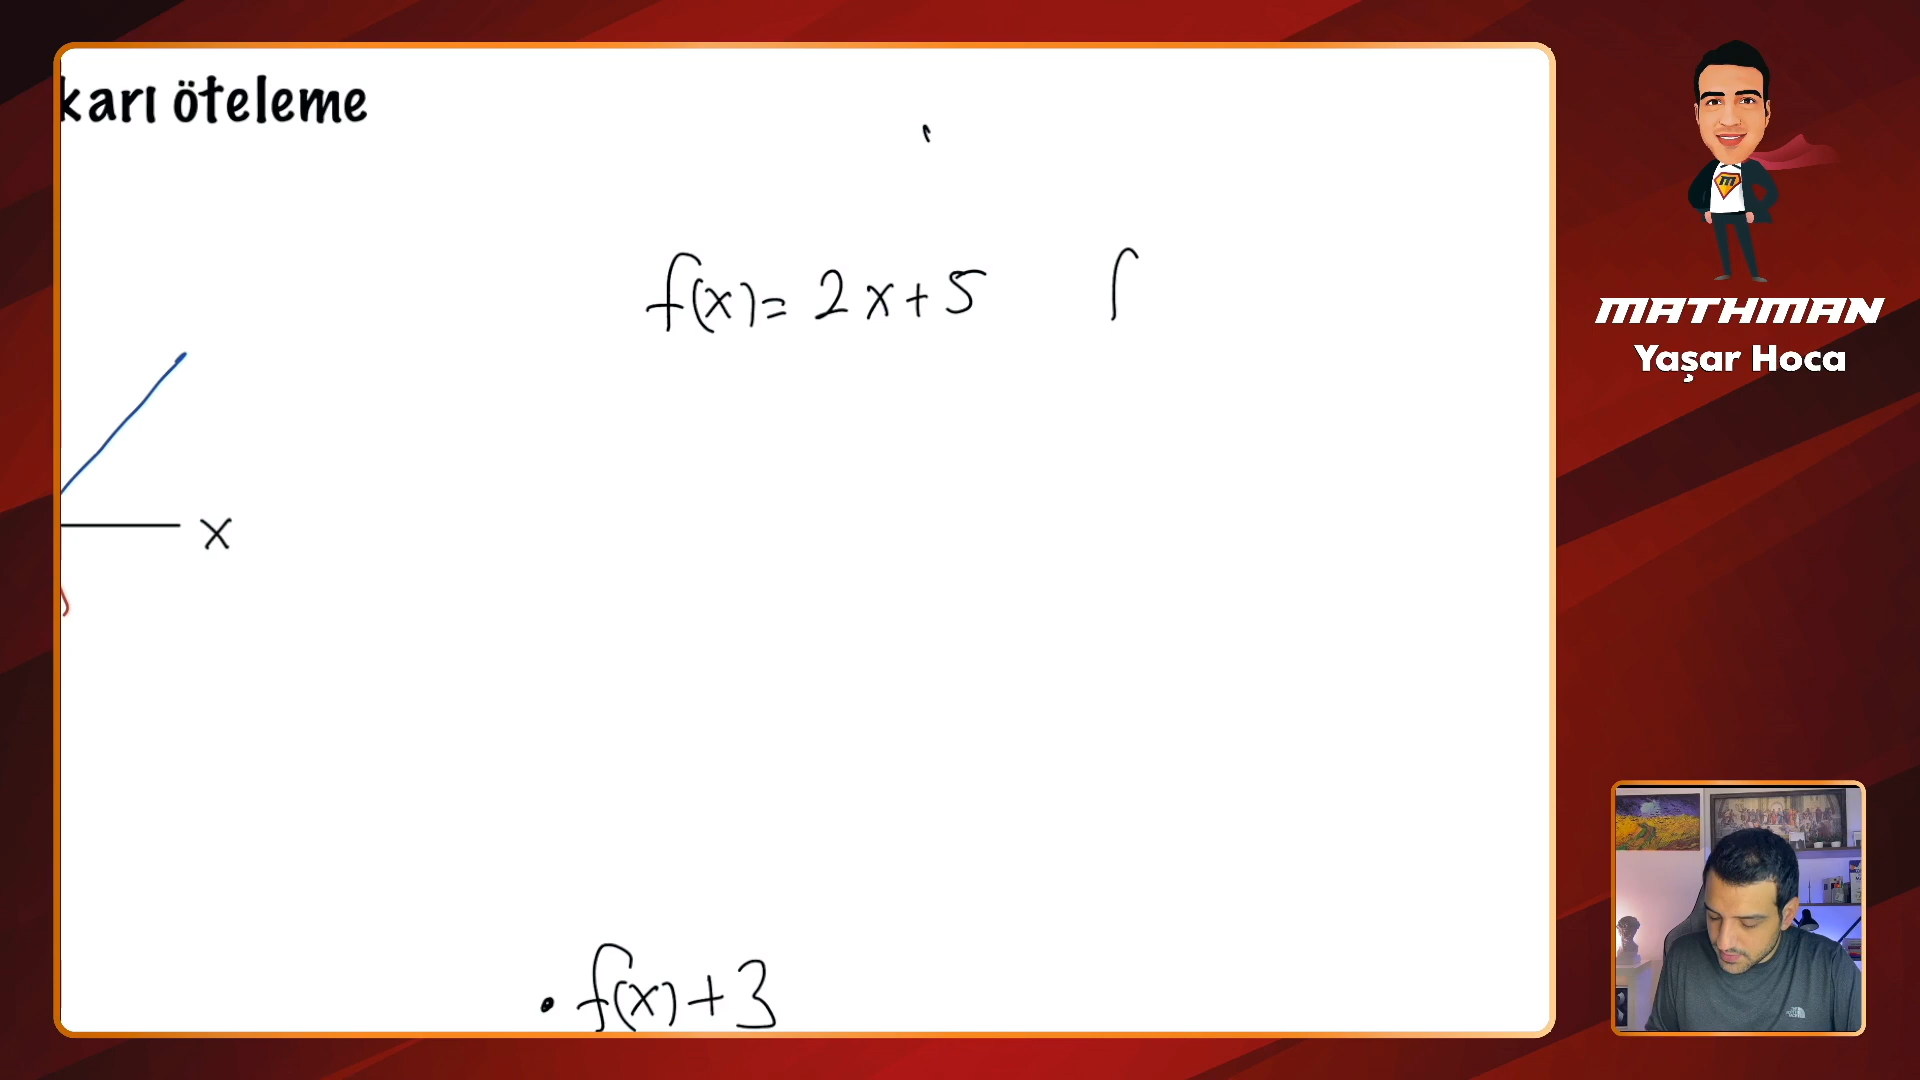 karı öteleme
f(x) = 2x + 5 f
x
• f(x) + 3
MATHMAN
Yaşar Hoca
m